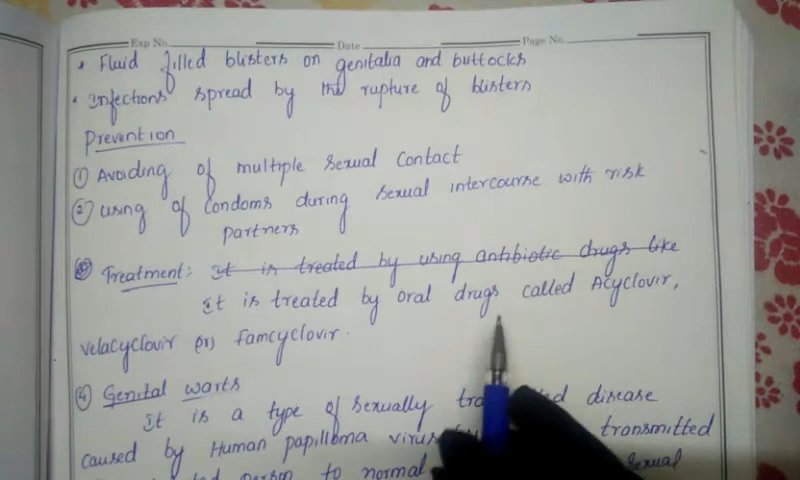 Exp No. Date Page No.
• Fluid filled blisters on genitalia and buttocks
• Infections spread by the rupture of blisters
Prevention
① Avoiding of multiple sexual contact
② using of condoms during sexual intercourse with risk
partners
Treatment: It is treated by using antibiotic drugs like
It is treated by oral drugs called Acyclovir,
velacyclovir (or) famcyclovir.
④ Genital warts
It is a type of sexually disease
caused by Human papilloma virus transmitted
person to normal sexual